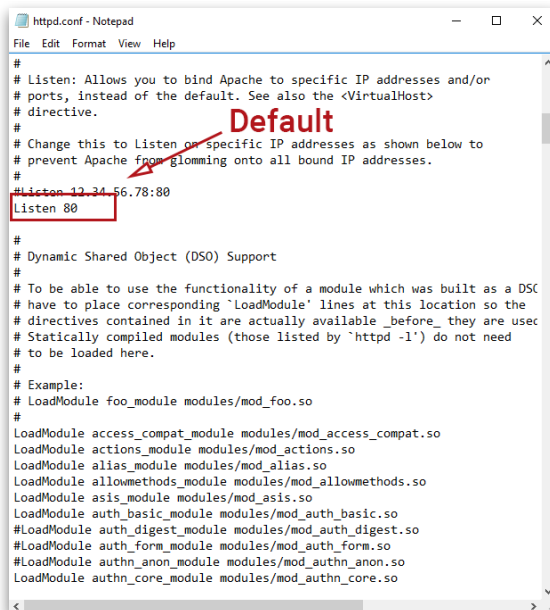 httpd.conf - Notepad
File Edit Format View Help
#
# Listen: Allows you to bind Apache to specific IP addresses and/or
# ports, instead of the default. See also the <VirtualHost>
# directive.
#
Default
# Change this to Listen on specific IP addresses as shown below to
# prevent Apache from glomming onto all bound IP addresses.
#
#Listen 12.34.56.78:80
Listen 80
#
# Dynamic Shared Object (DSO) Support
#
# To be able to use the functionality of a module which was built as a DSO
# have to place corresponding `LoadModule' lines at this location so the
# directives contained in it are actually available _before_ they are used
# Statically compiled modules (those listed by `httpd -l') do not need
# to be loaded here.
#
# Example:
# LoadModule foo_module modules/mod_foo.so
#
LoadModule access_compat_module modules/mod_access_compat.so
LoadModule actions_module modules/mod_actions.so
LoadModule alias_module modules/mod_alias.so
LoadModule allowmethods_module modules/mod_allowmethods.so
LoadModule asis_module modules/mod_asis.so
LoadModule auth_basic_module modules/mod_auth_basic.so
#LoadModule auth_digest_module modules/mod_auth_digest.so
#LoadModule auth_form_module modules/mod_auth_form.so
#LoadModule authn_anon_module modules/mod_authn_anon.so
LoadModule authn_core_module modules/mod_authn_core.so